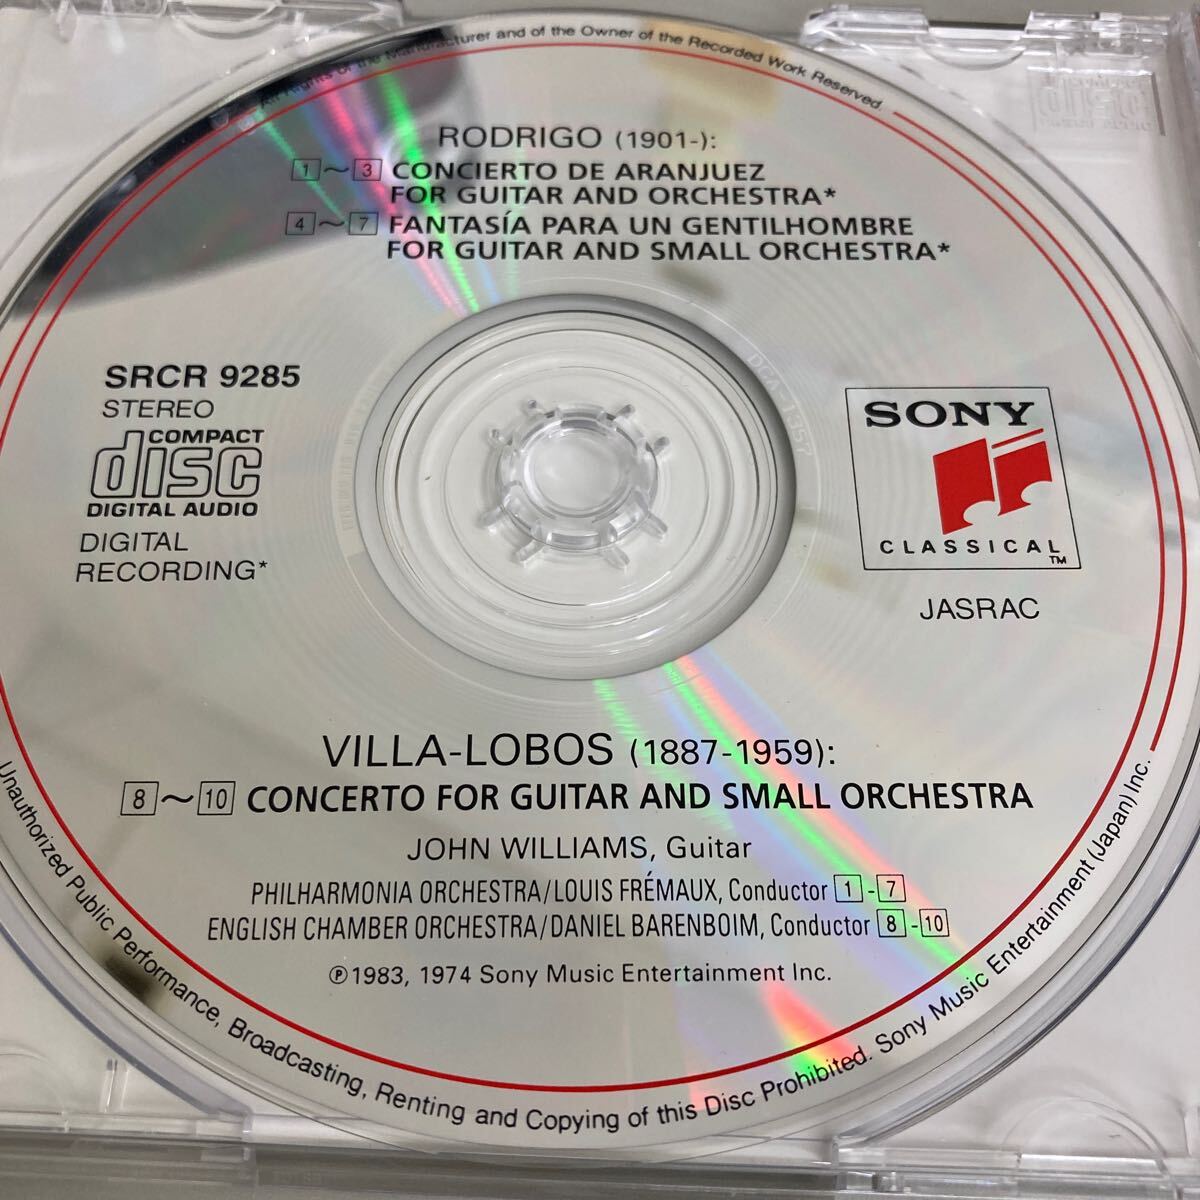 All Rights of the Manufacturer and of the Owner of the Recorded Work Reserved.
RODRIGO (1901-):
1~3 CONCIERTO DE ARANJUEZ
FOR GUITAR AND ORCHESTRA*
4~7 FANTASÍA PARA UN GENTILHOMBRE
FOR GUITAR AND SMALL ORCHESTRA*
SRCR 9285
STEREO
COMPACT
disc
DIGITAL AUDIO
DIGITAL
RECORDING*
SONY
CLASSICAL TM
JASRAC
VILLA-LOBOS (1887-1959):
8~10 CONCERTO FOR GUITAR AND SMALL ORCHESTRA
JOHN WILLIAMS, Guitar
PHILHARMONIA ORCHESTRA/LOUIS FRÉMAUX, Conductor 1-7
ENGLISH CHAMBER ORCHESTRA/DANIEL BARENBOIM, Conductor 8-10
℗1983, 1974 Sony Music Entertainment Inc.
Unauthorized Public Performance, Broadcasting, Renting and Copying of this Disc Prohibited. Sony Music Entertainment (Japan) Inc.